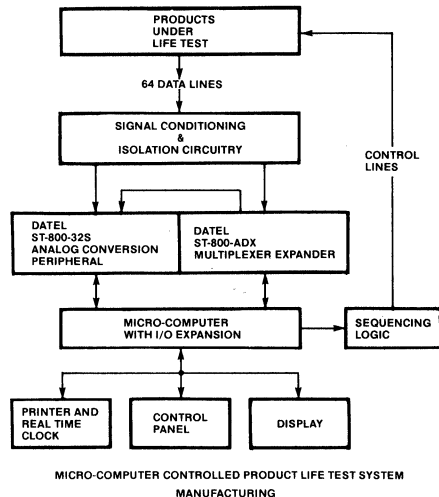 PRODUCTS
UNDER
LIFE TEST
64 DATA LINES
SIGNAL CONDITIONING
&
ISOLATION CIRCUITRY
CONTROL
LINES
DATEL
ST-800-32S
ANALOG CONVERSION
PERIPHERAL
DATEL
ST-800-ADX
MULTIPLEXER EXPANDER
MICRO-COMPUTER
WITH I/O EXPANSION
SEQUENCING
LOGIC
PRINTER AND
REAL TIME
CLOCK
CONTROL
PANEL
DISPLAY
MICRO-COMPUTER CONTROLLED PRODUCT LIFE TEST SYSTEM
MANUFACTURING